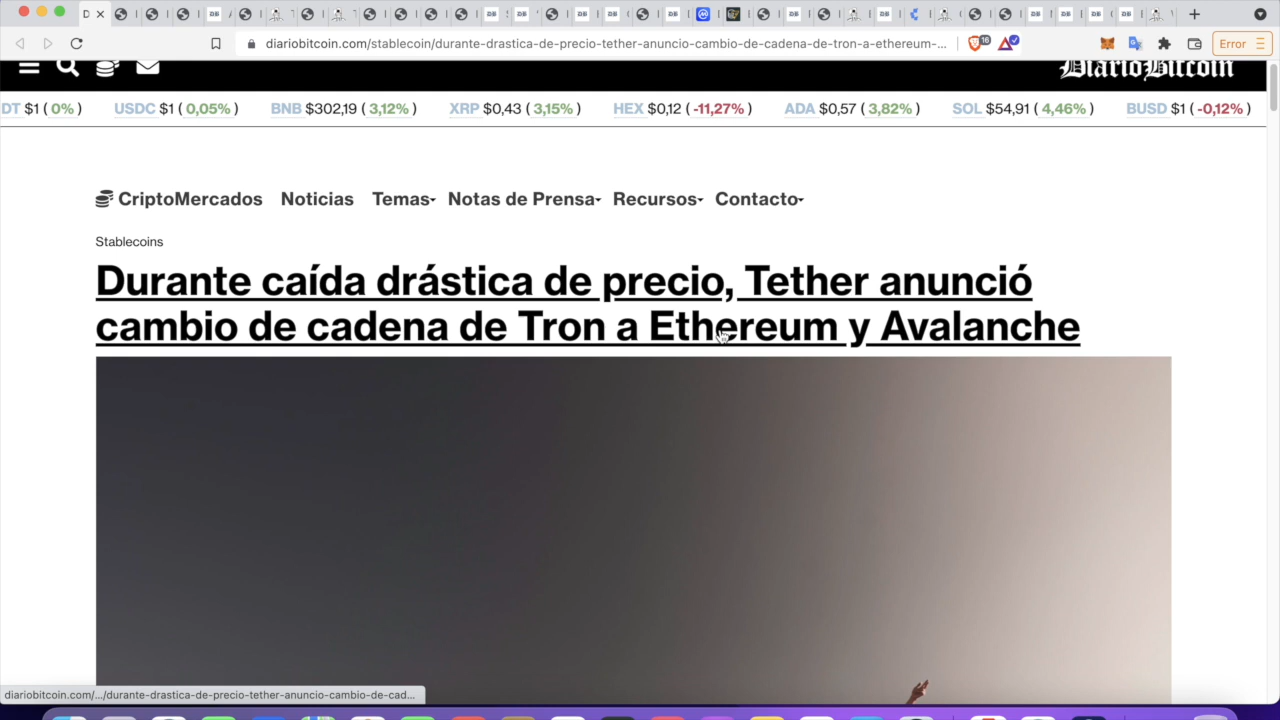 diariobitcoin.com/stablecoin/durante-drastica-de-precio-tether-anuncio-cambio-de-cadena-de-tron-a-ethereum-...
16
Error
DiarioBitcoin
DT $1 ( 0% ) USDC $1 ( 0,05% ) BNB $302,19 ( 3,12% ) XRP $0,43 ( 3,15% ) HEX $0,12 ( -11,27% ) ADA $0,57 ( 3,82% ) SOL $54,91 ( 4,46% ) BUSD $1 ( -0,12% )
CriptoMercados Noticias Temas Notas de Prensa Recursos Contacto
Stablecoins
Durante caída drástica de precio, Tether anunció
cambio de cadena de Tron a Ethereum y Avalanche
diariobitcoin.com/.../durante-drastica-de-precio-tether-anuncio-cambio-de-cad...